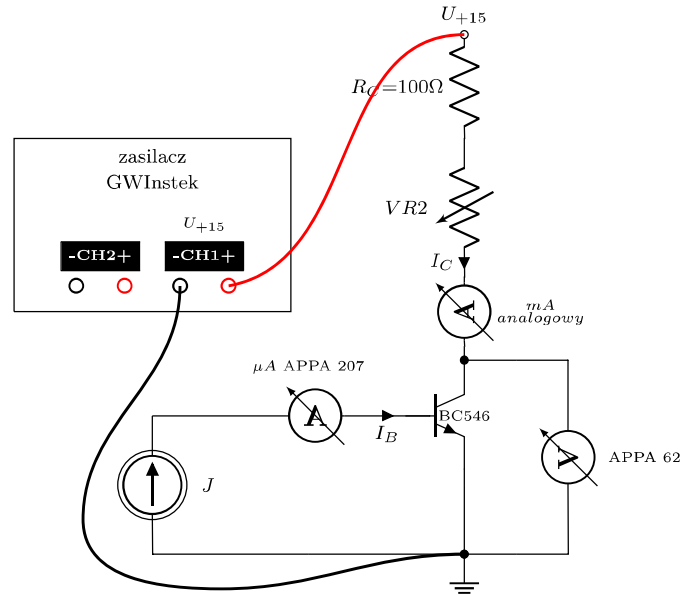 U+15
RC=100Ω
zasilacz
GWInstek
U+15
-CH2+
-CH1+
VR2
IC
A
mA
analogowy
μA APPA 207
A
IB
BC546
V
APPA 62
J